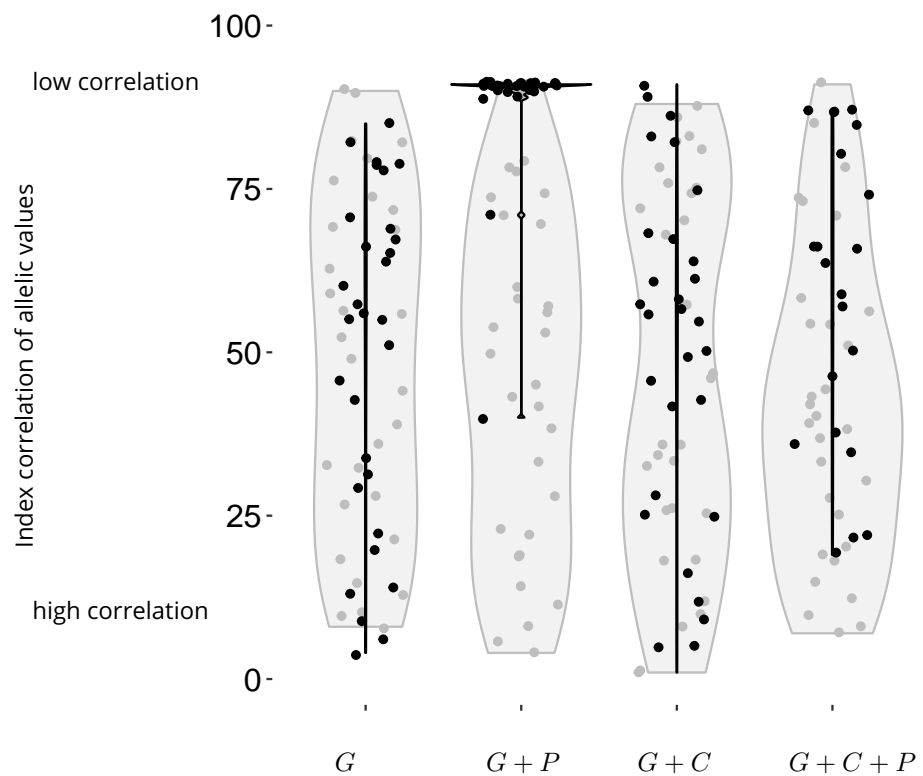 100
low correlation
75
Index correlation of allelic values
50
25
high correlation
0
G
G + P
G + C
G + C + P